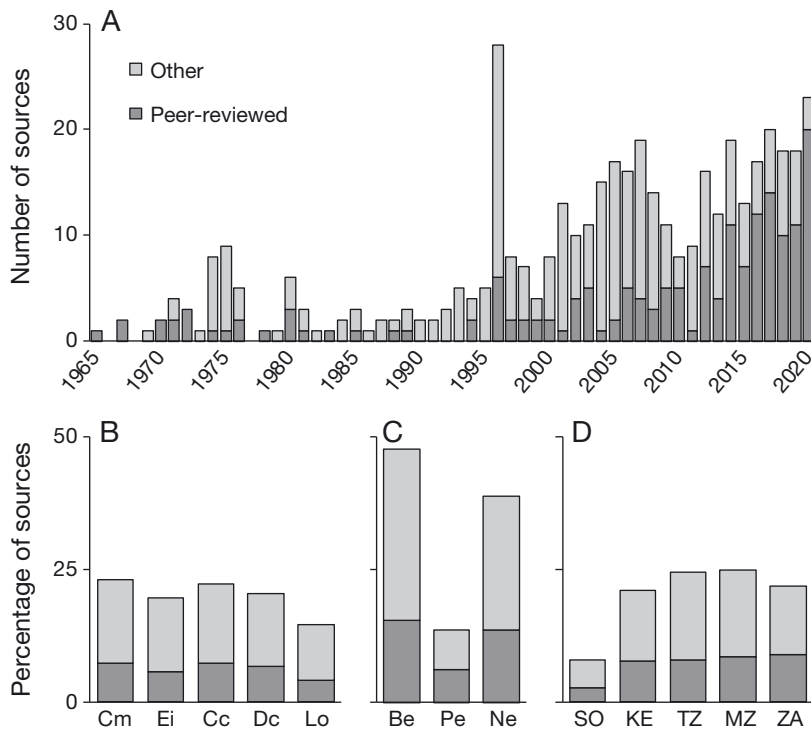 A
30
20
10
0
Number of sources
Other
Peer-reviewed
1965 1970 1975 1980 1985 1990 1995 2000 2005 2010 2015 2020
B C D
50
25
0
Percentage of sources
Cm Ei Cc Dc Lo Be Pe Ne SO KE TZ MZ ZA